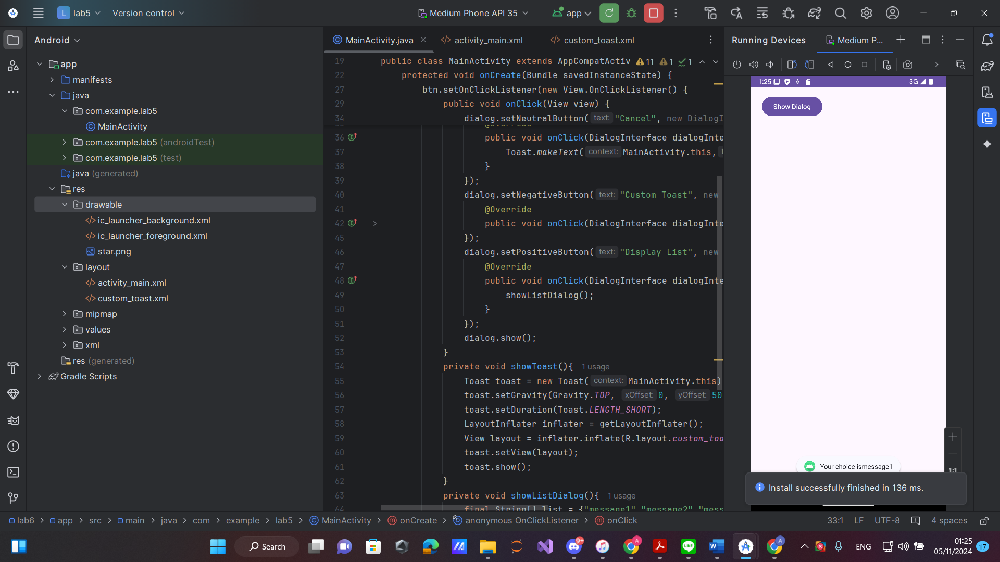 L lab5 Version control Medium Phone API 35 app
Android
app
manifests
java
com.example.lab5
MainActivity
com.example.lab5 (androidTest)
com.example.lab5 (test)
java (generated)
res
drawable
ic_launcher_background.xml
ic_launcher_foreground.xml
star.png
layout
activity_main.xml
custom_toast.xml
mipmap
values
xml
res (generated)
Gradle Scripts
MainActivity.java activity_main.xml custom_toast.xml
19 public class MainActivity extends AppCompatActiv 11 1 1
22 protected void onCreate(Bundle savedInstanceState) {
27 btn.setOnClickListener(new View.OnClickListener() {
29 public void onClick(View view) {
34 dialog.setNeutralButton( text: "Cancel", new DialogI
@Override
36 public void onClick(DialogInterface dialogInte
37 Toast.makeText( context: MainActivity.this, t
38 }
39 });
40 dialog.setNegativeButton( text: "Custom Toast", new
41 @Override
42 public void onClick(DialogInterface dialogInte
45 });
46 dialog.setPositiveButton( text: "Display List", new
47 @Override
48 public void onClick(DialogInterface dialogInte
49 showListDialog();
50 }
51 });
52 dialog.show();
53 }
54 private void showToast(){ 1 usage
55 Toast toast = new Toast( context: MainActivity.this)
56 toast.setGravity(Gravity.TOP, xOffset: 0, yOffset: 50
57 toast.setDuration(Toast.LENGTH_SHORT);
58 LayoutInflater inflater = getLayoutInflater();
59 View layout = inflater.inflate(R.layout.custom_toa
60 toast.setView(layout);
61 toast.show();
62 }
63 private void showListDialog(){ 1 usage
64 final String[] list = {"message1","message2","mess
Running Devices Medium P...
1:25 3G
Show Dialog
Your choice ismessage1
1:1
Install successfully finished in 136 ms.
lab6 > app > src > main > java > com > example > lab5 > MainActivity > onCreate > anonymous OnClickListener > onClick 33:1 LF UTF-8 4 spaces
Search 9+ A A ENG 01:25
05/11/2024 17